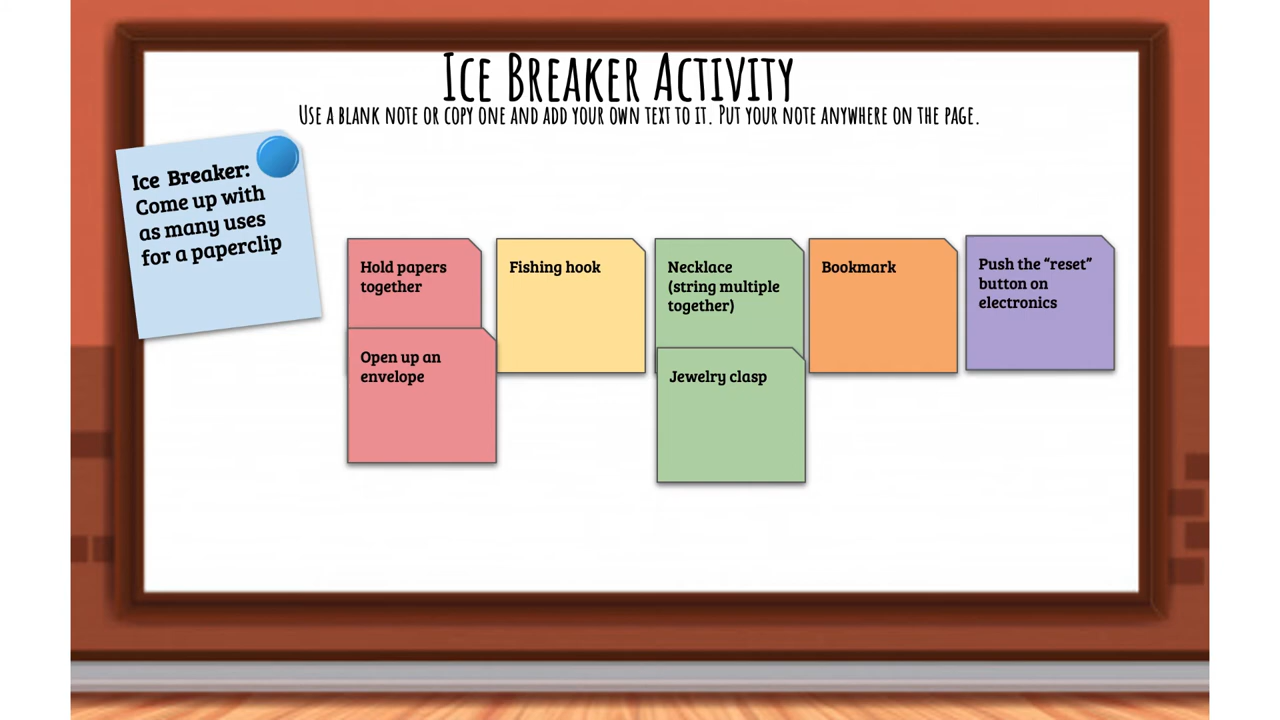 Ice Breaker Activity
Use a blank note or copy one and add your own text to it. Put your note anywhere on the page.
Ice Breaker:
Come up with
as many uses
for a paperclip
Hold papers
together
Open up an
envelope
Fishing hook
Necklace
(string multiple
together)
Jewelry clasp
Bookmark
Push the “reset”
button on
electronics